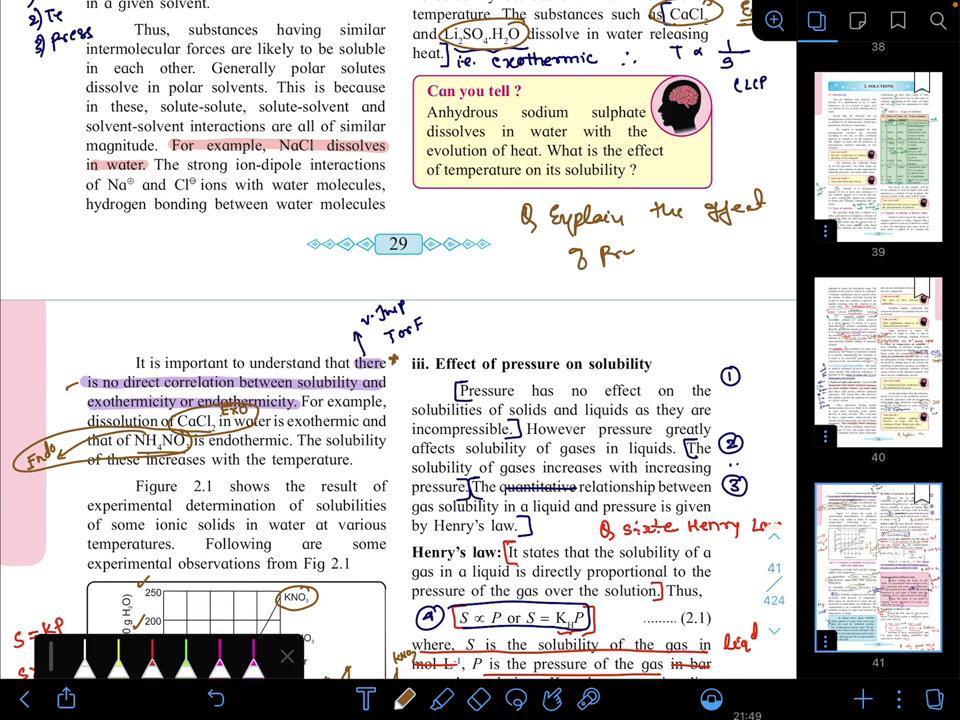 in a given solvent.
2) Te
3) press
Thus, substances having similar
intermolecular forces are likely to be soluble
in each other. Generally polar solutes
dissolve in polar solvents. This is because
in these, solute-solute, solute-solvent and
solvent-solvent interactions are all of similar
magnitude. For example, NaCl dissolves
in water. The strong ion-dipole interactions
of Na⊕ and Cl⊖ ions with water molecules,
hydrogen bonding between water molecules
temperature. The substances such as CaCl2
and Li2SO4.H2O dissolve in water releasing
heat. ] i.e. exothermic ∴ T ∝ 1/S
CLCP
Can you tell ?
Anhydrous sodium sulphate
dissolves in water with the
evolution of heat. What is the effect
of temperature on its solubility ?
Q Explain the effect
of Pr
29
v.Imp
T or F
It is important to understand that there
is no direct correlation between solubility and
exothermicity or endothermicity. For example,
Exo
dissolution of CaCl2 in water is exothermic and
that of NH4NO3 is endothermic. The solubility
Endo
of these increases with the temperature.
Figure 2.1 shows the result of
experimental determination of solubilities
of some ionic solids in water at various
temperatures. Following are some
experimental observations from Fig 2.1
250
200
KNO3
S = KP
iii. Effect of pressure on solubility
[Pressure has no effect on the 1
solubilities of solids and liquids as they are
incompressible.] However pressure greatly
affects solubility of gases in liquids. [The 2
solubility of gases increases with increasing
pressure.] [The quantitative relationship between 3
gas solubility in a liquid and pressure is given
by Henry's law. ] Q State Henry Law
Henry's law: [It states that the solubility of a
gas in a liquid is directly proportional to the
pressure of the gas over the solution.] Thus,
4 S ∝ P or S = KHP ......... (2.1)
where, S is the solubility of the gas in liquid
mol L-1, P is the pressure of the gas in bar
38
2. SOLUTIONS
39
40
41
41
424
21:49
T